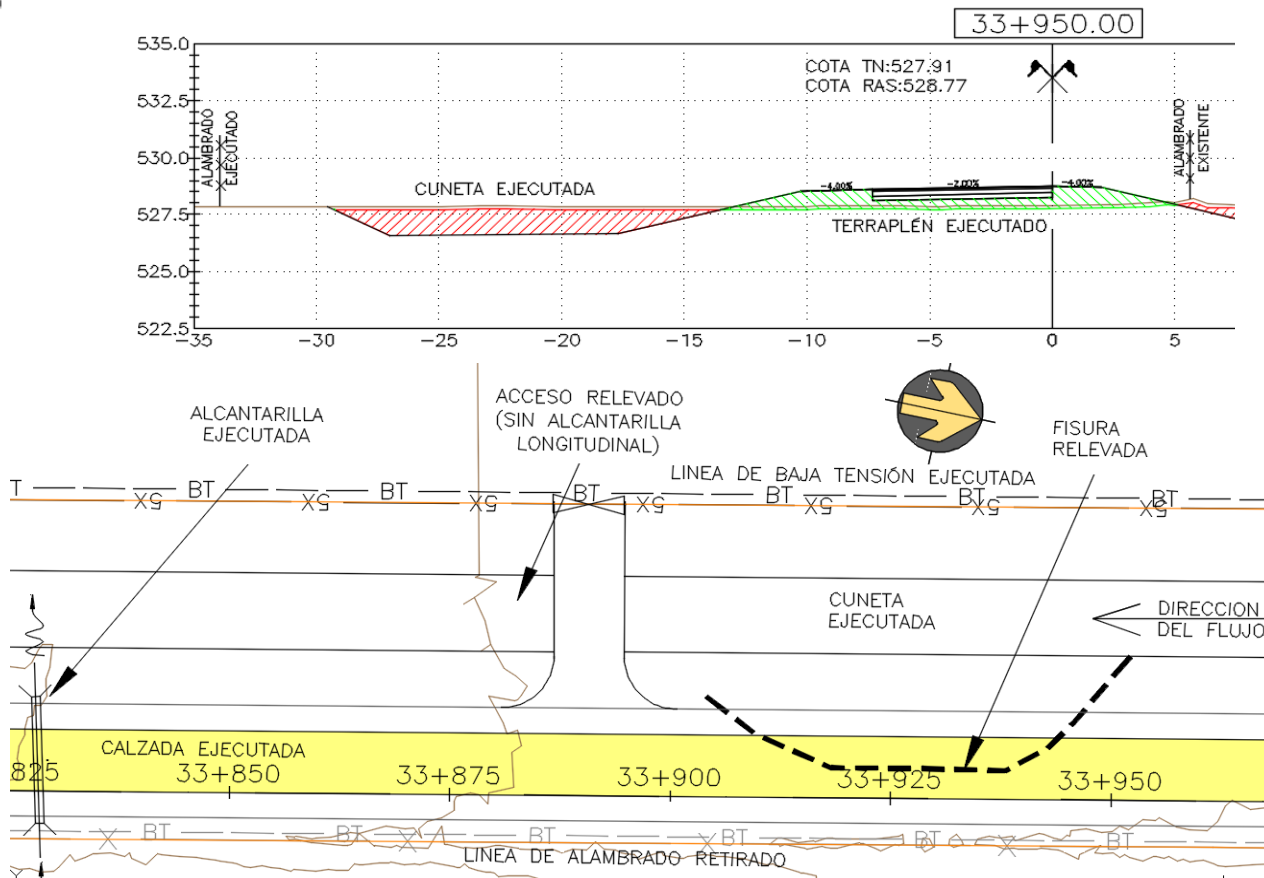 33+950.00
535.0
532.5
530.0
527.5
525.0
522.5
-35
-30
-25
-20
-15
-10
-5
0
5
COTA TN:527.91
COTA RAS:528.77
ALAMBRADO
EJECUTADO
CUNETA EJECUTADA
-4.00%
-2.00%
-4.00%
TERRAPLÉN EJECUTADO
ALAMBRADO
EXISTENTE
ALCANTARILLA
EJECUTADA
ACCESO RELEVADO
(SIN ALCANTARILLA
LONGITUDINAL)
FISURA
RELEVADA
LINEA DE BAJA TENSIÓN EJECUTADA
T
BT
BT
BT
BT
BT
BT
CUNETA
EJECUTADA
DIRECCION
DEL FLUJO
CALZADA EJECUTADA
825
33+850
33+875
33+900
33+925
33+950
BT
BT
BT
BT
BT
BT
LINEA DE ALAMBRADO RETIRADO